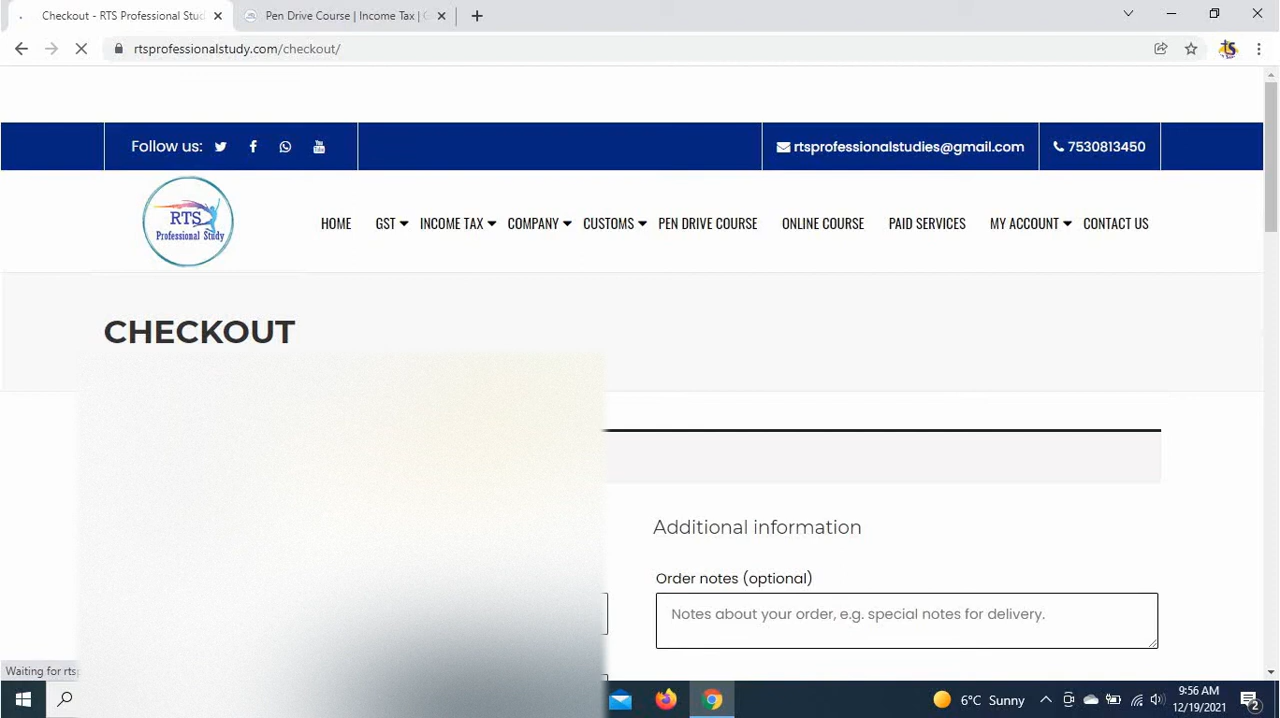 Checkout - RTS Professional Stud
Pen Drive Course | Income Tax |
rtsprofessionalstudy.com/checkout/
Follow us:
rtsprofessionalstudies@gmail.com
7530813450
RTS
Professional Study
HOME
GST
INCOME TAX
COMPANY
CUSTOMS
PEN DRIVE COURSE
ONLINE COURSE
PAID SERVICES
MY ACCOUNT
CONTACT US
CHECKOUT
Additional information
Order notes (optional)
Notes about your order, e.g. special notes for delivery.
Waiting for rts
6°C Sunny
9:56 AM
12/19/2021
2